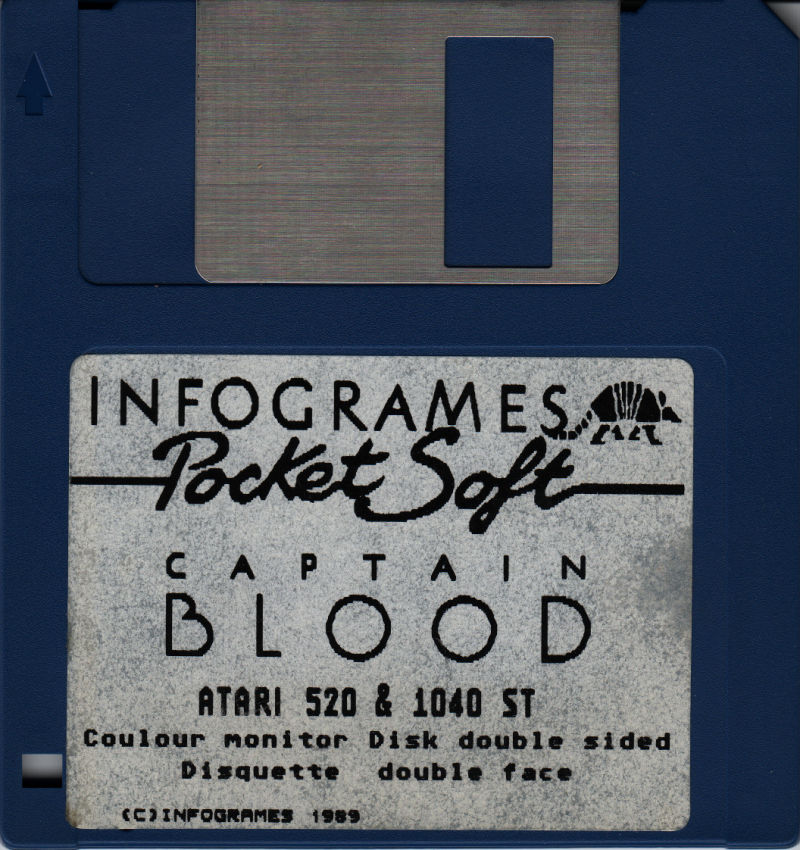 INFOGRAMES
Pocket Soft
CAPTAIN
BLOOD
ATARI 520 & 1040 ST
Coulour monitor Disk double sided
Disquette double face
(C)INFOGRAMES 1989